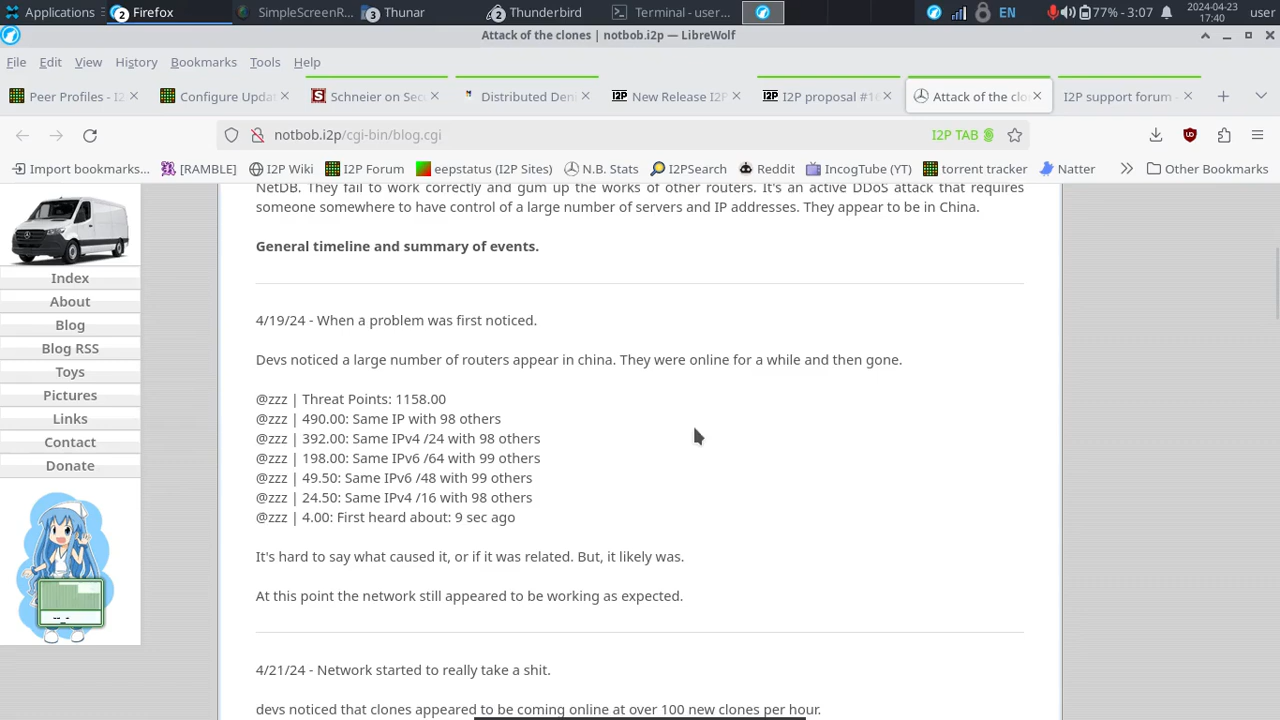 Applications
2 Firefox
SimpleScreenR...
3 Thunar
2 Thunderbird
Terminal - user...
EN
77% - 3:07
2024-04-23
17:40
user
Attack of the clones | notbob.i2p — LibreWolf
File Edit View History Bookmarks Tools Help
Peer Profiles - I2
Configure Updat
Schneier on Sec
Distributed Deni
New Release I2P
I2P proposal #16
Attack of the clo
I2P support forum -
notbob.i2p/cgi-bin/blog.cgi
I2P TAB
Import bookmarks...
[RAMBLE]
I2P Wiki
I2P Forum
eepstatus (I2P Sites)
N.B. Stats
I2PSearch
Reddit
IncogTube (YT)
torrent tracker
Natter
Other Bookmarks
Index
About
Blog
Blog RSS
Toys
Pictures
Links
Contact
Donate
NetDB. They fail to work correctly and gum up the works of other routers. It's an active DDoS attack that requires
someone somewhere to have control of a large number of servers and IP addresses. They appear to be in China.
General timeline and summary of events.
4/19/24 - When a problem was first noticed.
Devs noticed a large number of routers appear in china. They were online for a while and then gone.
@zzz | Threat Points: 1158.00
@zzz | 490.00: Same IP with 98 others
@zzz | 392.00: Same IPv4 /24 with 98 others
@zzz | 198.00: Same IPv6 /64 with 99 others
@zzz | 49.50: Same IPv6 /48 with 99 others
@zzz | 24.50: Same IPv4 /16 with 98 others
@zzz | 4.00: First heard about: 9 sec ago
It's hard to say what caused it, or if it was related. But, it likely was.
At this point the network still appeared to be working as expected.
4/21/24 - Network started to really take a shit.
devs noticed that clones appeared to be coming online at over 100 new clones per hour.